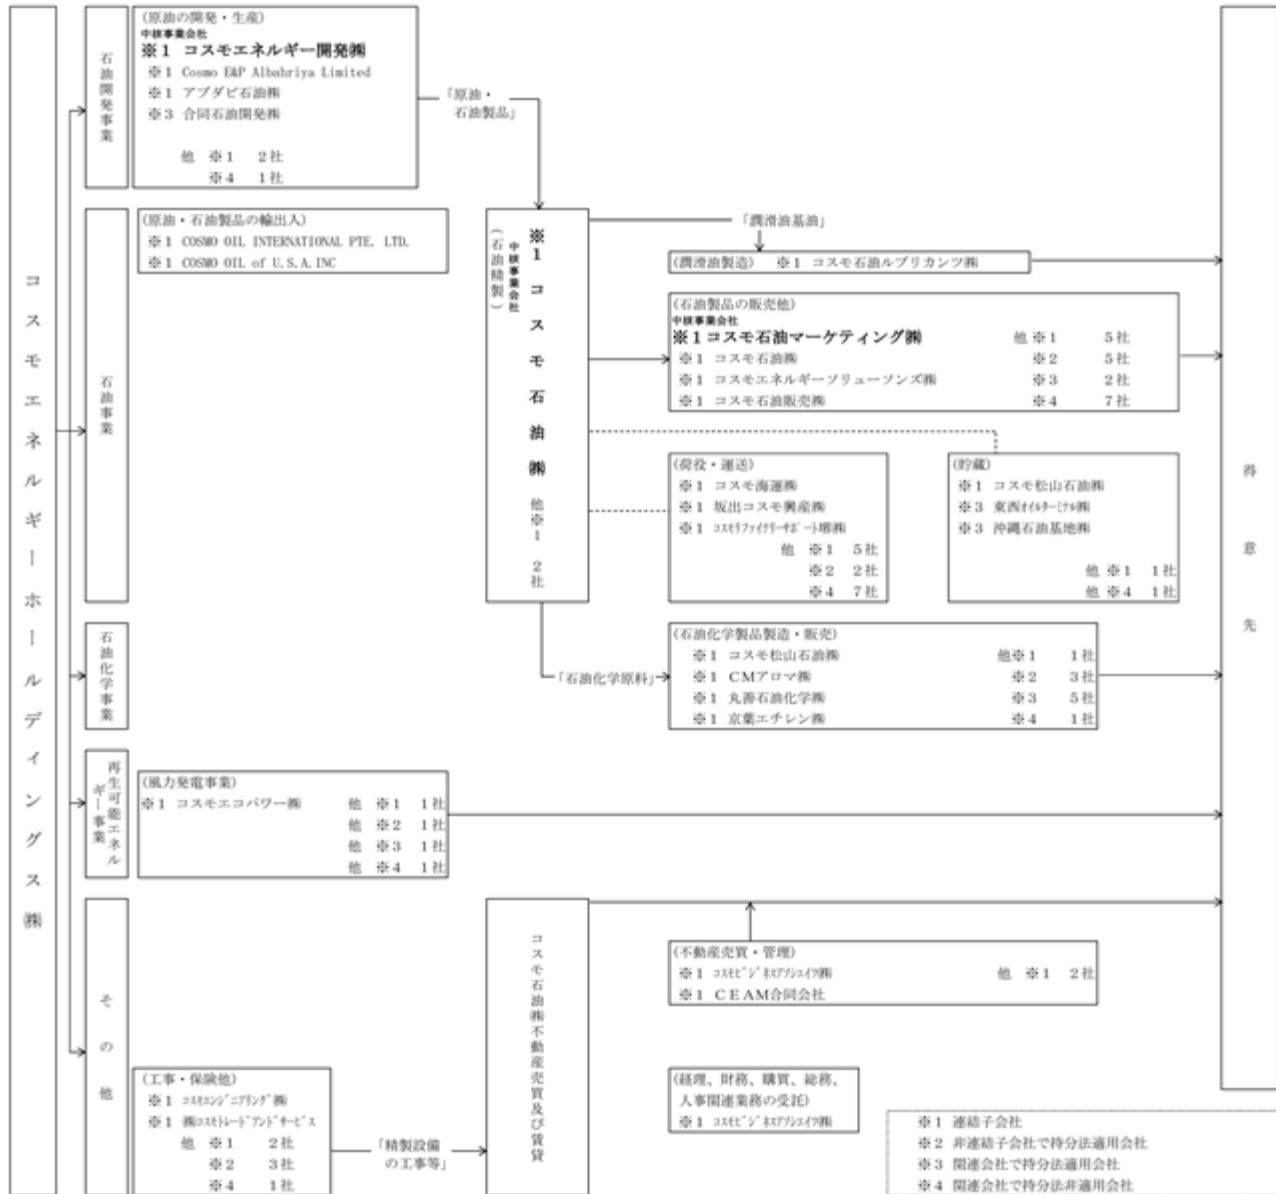 コスモエネルギーホールディングス㈱
石油開発事業
(原油の開発・生産)
中核事業会社
※1 コスモエネルギー開発㈱
※1 Cosmo E&P Albahriya Limited
※1 アブダビ石油㈱
※3 合同石油開発㈱
他 ※1 2社
※4 1社
「原油・
石油製品」
石油事業
(原油・石油製品の輸出入)
※1 COSMO OIL INTERNATIONAL PTE. LTD.
※1 COSMO OIL of U.S.A.INC
※1 コスモ石油㈱ 他※1 2社
中核事業会社
(石油精製)
「潤滑油基油」
(潤滑油製造) ※1 コスモ石油ルブリカンツ㈱
(石油製品の販売他)
中核事業会社
※1 コスモ石油マーケティング㈱ 他 ※1 5社
※1 コスモ石油㈱ ※2 5社
※1 コスモエネルギーソリューソンズ㈱ ※3 2社
※1 コスモ石油販売㈱ ※4 7社
(荷役・運送)
※1 コスモ海運㈱
※1 坂出コスモ興産㈱
※1 コスモリファイナリーサポート堺㈱
他 ※1 5社
※2 2社
※4 7社
(貯蔵)
※1 コスモ松山石油㈱
※3 東西オイルターミナル㈱
※3 沖縄石油基地㈱
他 ※1 1社
他 ※4 1社
石油化学事業
「石油化学原料」
(石油化学製品製造・販売)
※1 コスモ松山石油㈱ 他※1 1社
※1 CMアロマ㈱ ※2 3社
※1 丸善石油化学㈱ ※3 5社
※1 京葉エチレン㈱ ※4 1社
再生可能エネル
ギー事業
(風力発電事業)
※1 コスモエコパワー㈱ 他 ※1 1社
他 ※2 1社
他 ※3 1社
他 ※4 1社
その他
(工事・保険他)
※1 コスモエンジニアリング㈱
※1 ㈱コスモトレードアンドサービス
他 ※1 2社
※2 3社
※4 1社
「精製設備
の工事等」
コスモ石油㈱不動産売買及び賃貸
(不動産売買・管理)
※1 コスモビジネスアソシエイツ㈱ 他 ※1 2社
※1 CEAM合同会社
(経理、財務、購買、総務、
人事関連業務の受託)
※1 コスモビジネスアソシエイツ㈱
得意先
※1 連結子会社
※2 非連結子会社で持分法適用会社
※3 関連会社で持分法適用会社
※4 関連会社で持分法非適用会社